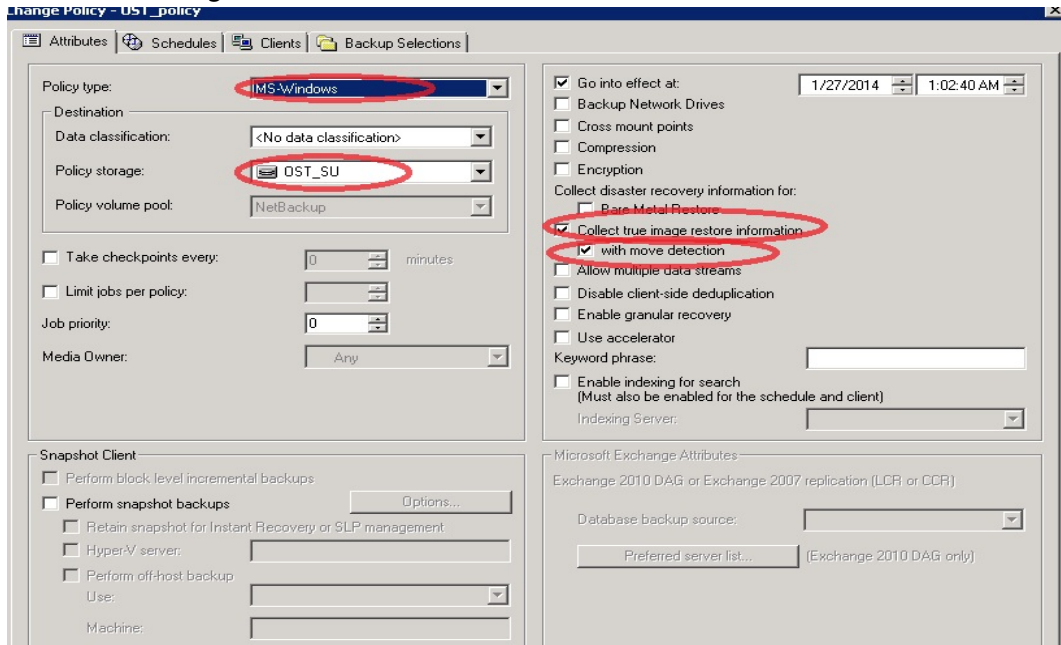 Change Policy - OST_policy
Attributes Schedules Clients Backup Selections
Policy type: MS-Windows
Destination
Data classification: <No data classification>
Policy storage: OST_SU
Policy volume pool: NetBackup
Take checkpoints every: 0 minutes
Limit jobs per policy:
Job priority: 0
Media Owner: Any
Go into effect at: 1/27/2014 1:02:40 AM
Backup Network Drives
Cross mount points
Compression
Encryption
Collect disaster recovery information for:
Bare Metal Restore
Collect true image restore information
with move detection
Allow multiple data streams
Disable client-side deduplication
Enable granular recovery
Use accelerator
Keyword phrase:
Enable indexing for search
(Must also be enabled for the schedule and client)
Indexing Server:
Snapshot Client
Perform block level incremental backups
Perform snapshot backups Options...
Retain snapshot for Instant Recovery or SLP management
Hyper-V server:
Perform off-host backup
Use:
Machine:
Microsoft Exchange Attributes
Exchange 2010 DAG or Exchange 2007 replication (LCR or CCR)
Database backup source:
Preferred server list... (Exchange 2010 DAG only)